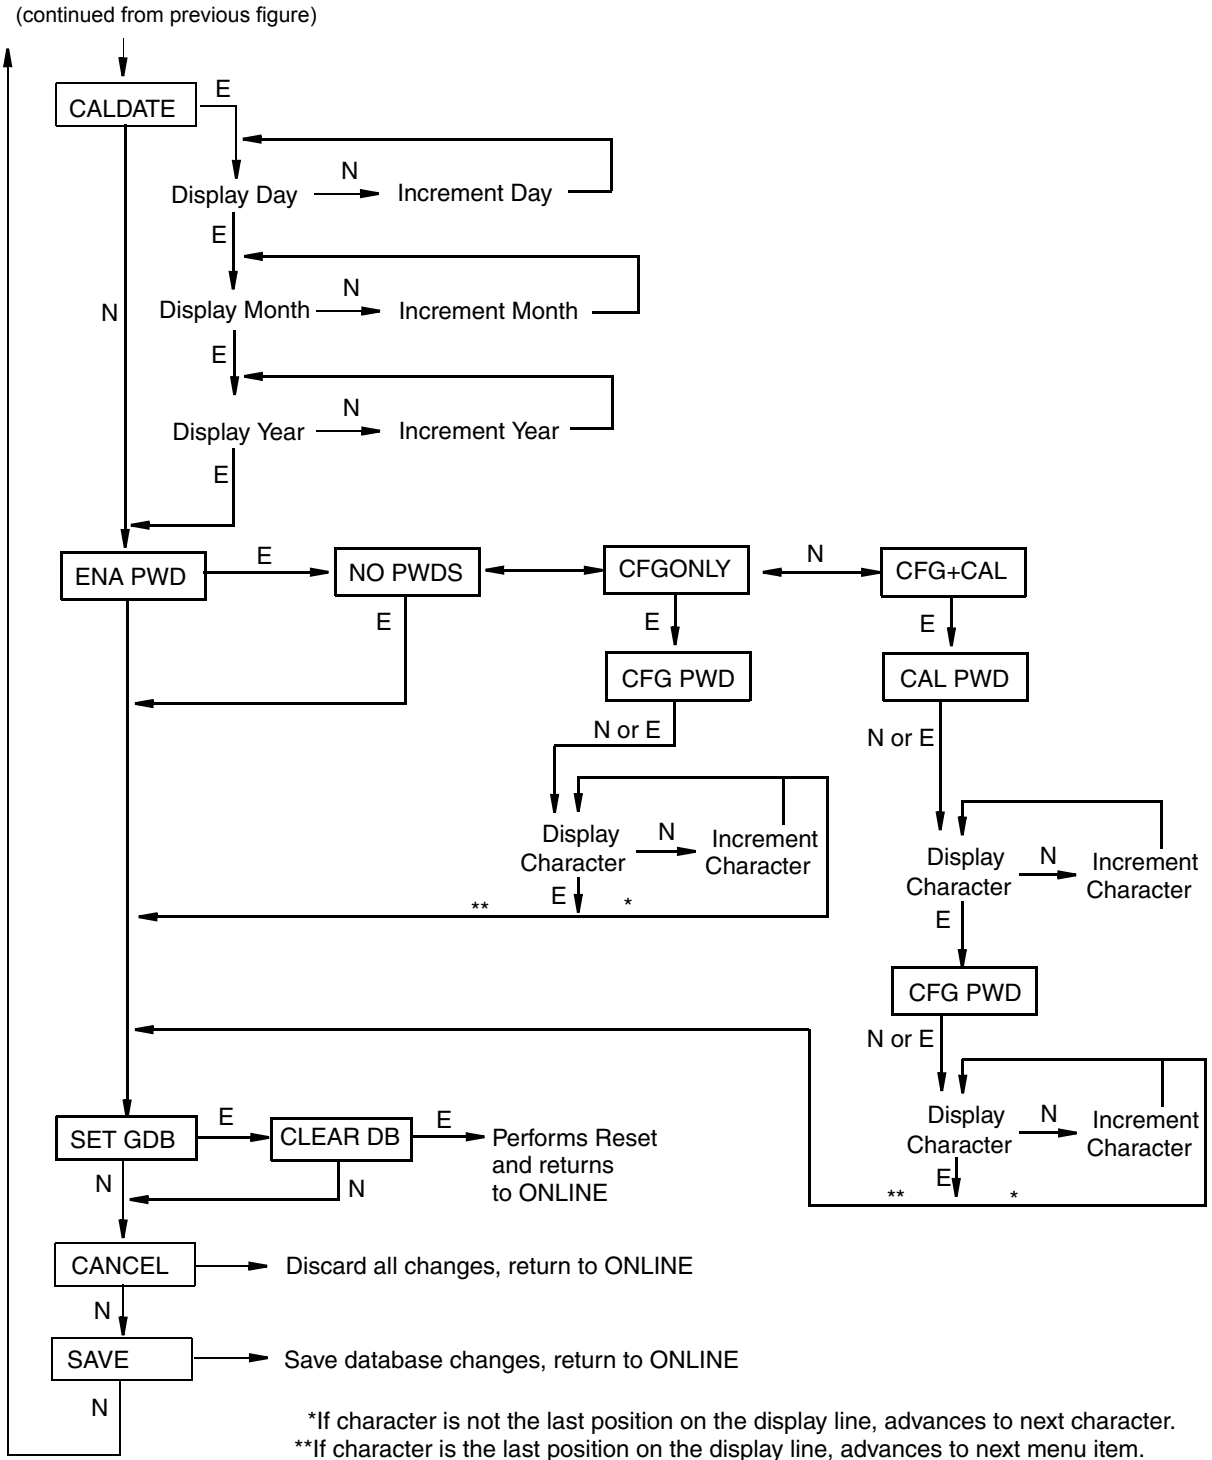 (continued from previous figure)
E
CALDATE
N
Display Day
Increment Day
E
N
N
Display Month
Increment Month
E
N
Display Year
Increment Year
E
E
N
ENA PWD
NO PWDS
CFGONLY
CFG+CAL
E
E
E
CFG PWD
CAL PWD
N or E
N or E
Display
Character
N
Increment
Character
E
**
*
Display
Character
N
Increment
Character
E
CFG PWD
N or E
Display
Character
N
Increment
Character
E
**
*
SET GDB
E
CLEAR DB
E
Performs Reset
and returns
to ONLINE
N
N
CANCEL
Discard all changes, return to ONLINE
N
SAVE
Save database changes, return to ONLINE
N
*If character is not the last position on the display line, advances to next character.
**If character is the last position on the display line, advances to next menu item.